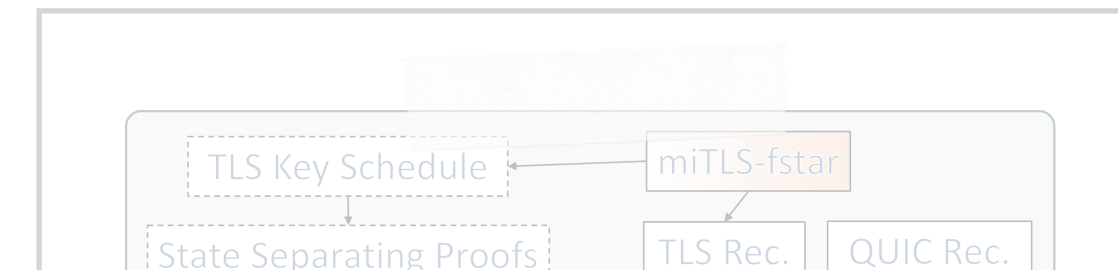 TLS Key Schedule
miTLS-fstar
State Separating Proofs
TLS Rec.
QUIC Rec.